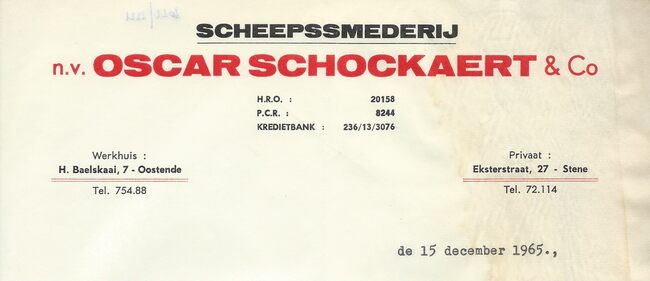 SCHEEPSSMEDERIJ
n.v. OSCAR SCHOCKAERT & Co
H.R.O. : 20158
P.C.R. : 8244
KREDIETBANK : 236/13/3076
Werkhuis :
H. Baelskaai, 7 - Oostende
Tel. 754.88
Privaat :
Eksterstraat, 27 - Stene
Tel. 72.114
de 15 december 1965.,